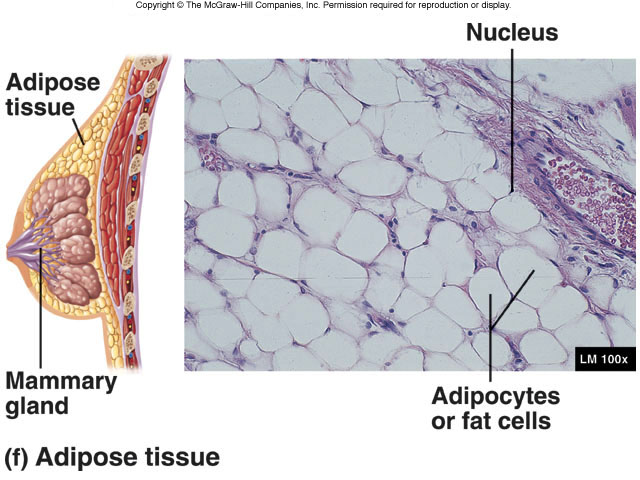 Copyright © The McGraw-Hill Companies, Inc. Permission required for reproduction or display.
Nucleus
Adipose
tissue
LM 100x
Mammary
gland
Adipocytes
or fat cells
(f) Adipose tissue